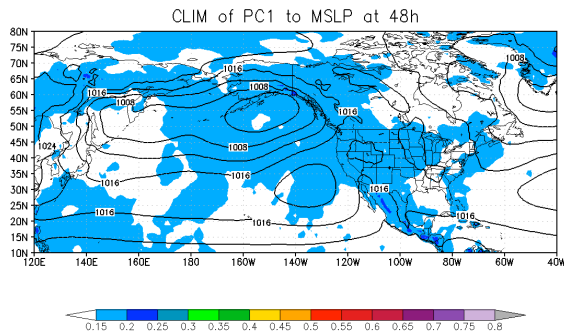 CLIM of PC1 to MSLP at 48h
80N
75N
70N
65N
60N
55N
50N
45N
40N
35N
30N
25N
20N
15N
10N
1016
1008
1016
1008
1016
1008
1016
1024
1008
1016
1016
1016
1016
1016
1016
120E 140E 160E 180 160W 140W 120W 100W 80W 60W 40W
0.15 0.2 0.25 0.3 0.35 0.4 0.45 0.5 0.55 0.6 0.65 0.7 0.75 0.8